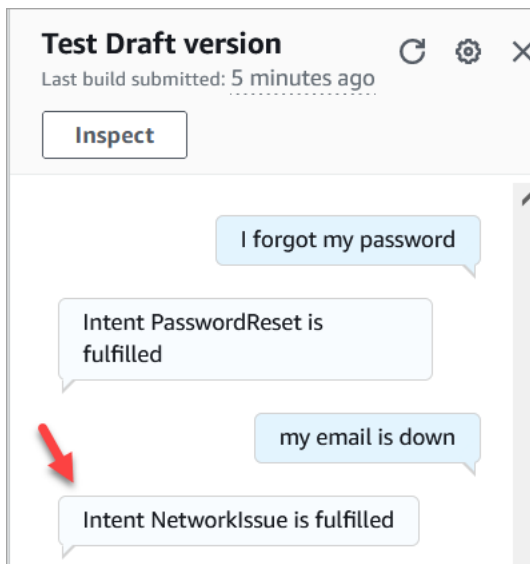 Test Draft version
Last build submitted: 5 minutes ago
Inspect
I forgot my password
Intent PasswordReset is
fulfilled
my email is down
Intent NetworkIssue is fulfilled